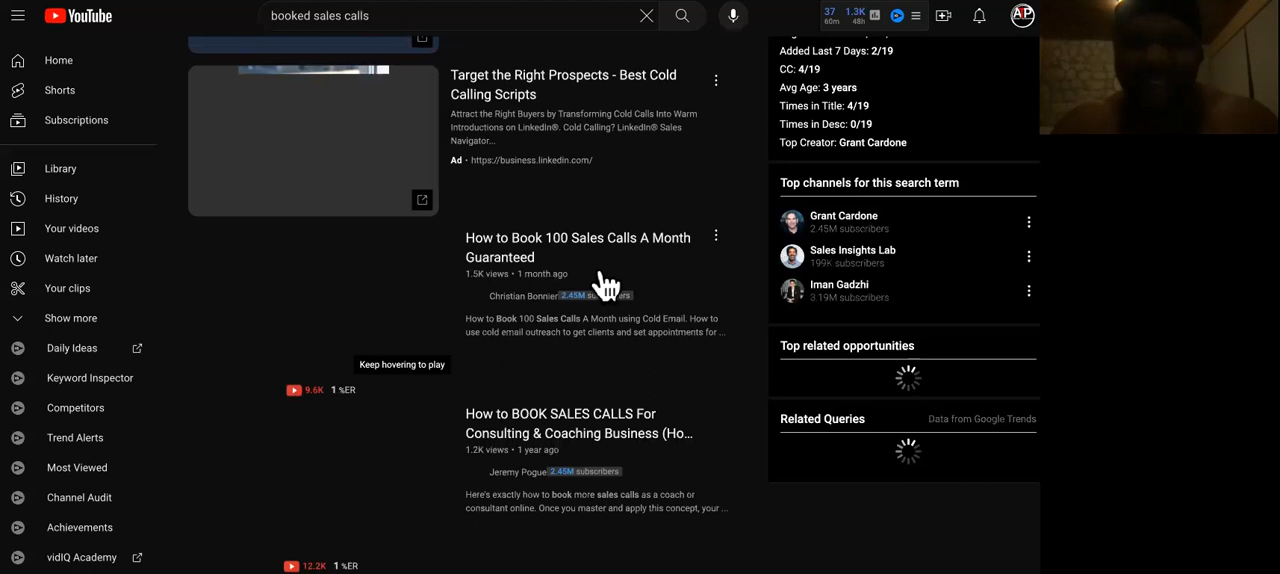 YouTube
booked sales calls
37
60m
1.3K
48h
ATP
Home
Shorts
Subscriptions
Library
History
Your videos
Watch later
Your clips
Show more
Daily Ideas
Keyword Inspector
Competitors
Trend Alerts
Most Viewed
Channel Audit
Achievements
vidIQ Academy
Target the Right Prospects - Best Cold
Calling Scripts
Attract the Right Buyers by Transforming Cold Calls Into Warm
Introductions on LinkedIn®. Cold Calling? LinkedIn® Sales
Navigator...
Ad • https://business.linkedin.com/
How to Book 100 Sales Calls A Month
Guaranteed
1.5K views • 1 month ago
Christian Bonnier 2.45M
How to Book 100 Sales Calls A Month using Cold Email. How to
use cold email outreach to get clients and set appointments for ...
Keep hovering to play
9.6K 1 %ER
How to BOOK SALES CALLS For
Consulting & Coaching Business (Ho...
1.2K views • 1 year ago
Jeremy Pogue 2.45M subscribers
Here's exactly how to book more sales calls as a coach or
consultant online. Once you master and apply this concept, your ...
12.2K 1 %ER
Added Last 7 Days: 2/19
CC: 4/19
Avg Age: 3 years
Times in Title: 4/19
Times in Desc: 0/19
Top Creator: Grant Cardone
Top channels for this search term
Grant Cardone
2.45M subscribers
Sales Insights Lab
199K subscribers
Iman Gadzhi
3.19M subscribers
Top related opportunities
Related Queries Data from Google Trends